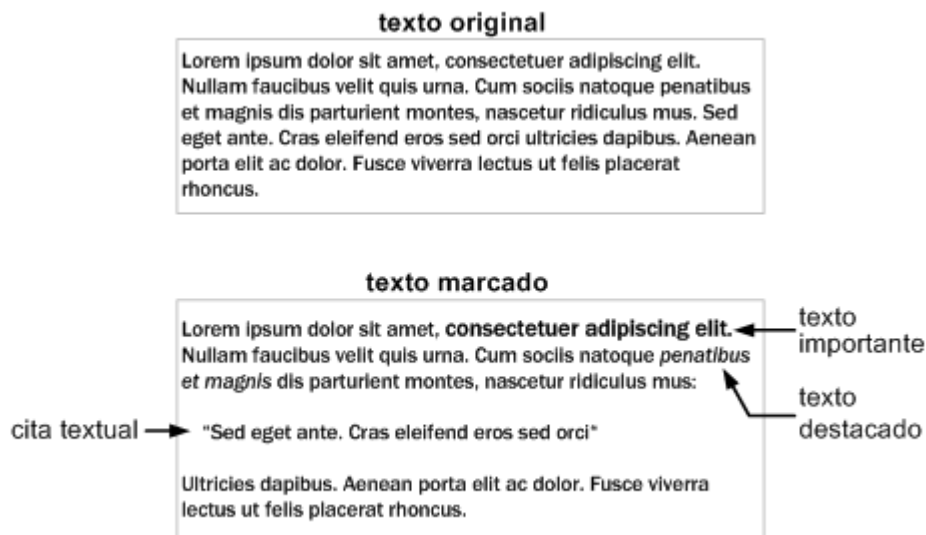 texto original
Lorem ipsum dolor sit amet, consectetuer adipiscing elit.
Nullam faucibus velit quis urna. Cum sociis natoque penatibus
et magnis dis parturient montes, nascetur ridiculus mus. Sed
eget ante. Cras eleifend eros sed orci ultricies dapibus. Aenean
porta elit ac dolor. Fusce viverra lectus ut felis placerat
rhoncus.
texto marcado
Lorem ipsum dolor sit amet, consectetuer adipiscing elit.
Nullam faucibus velit quis urna. Cum sociis natoque penatibus
et magnis dis parturient montes, nascetur ridiculus mus:
texto
importante
texto
destacado
cita textual
"Sed eget ante. Cras eleifend eros sed orci"
Ultricies dapibus. Aenean porta elit ac dolor. Fusce viverra
lectus ut felis placerat rhoncus.